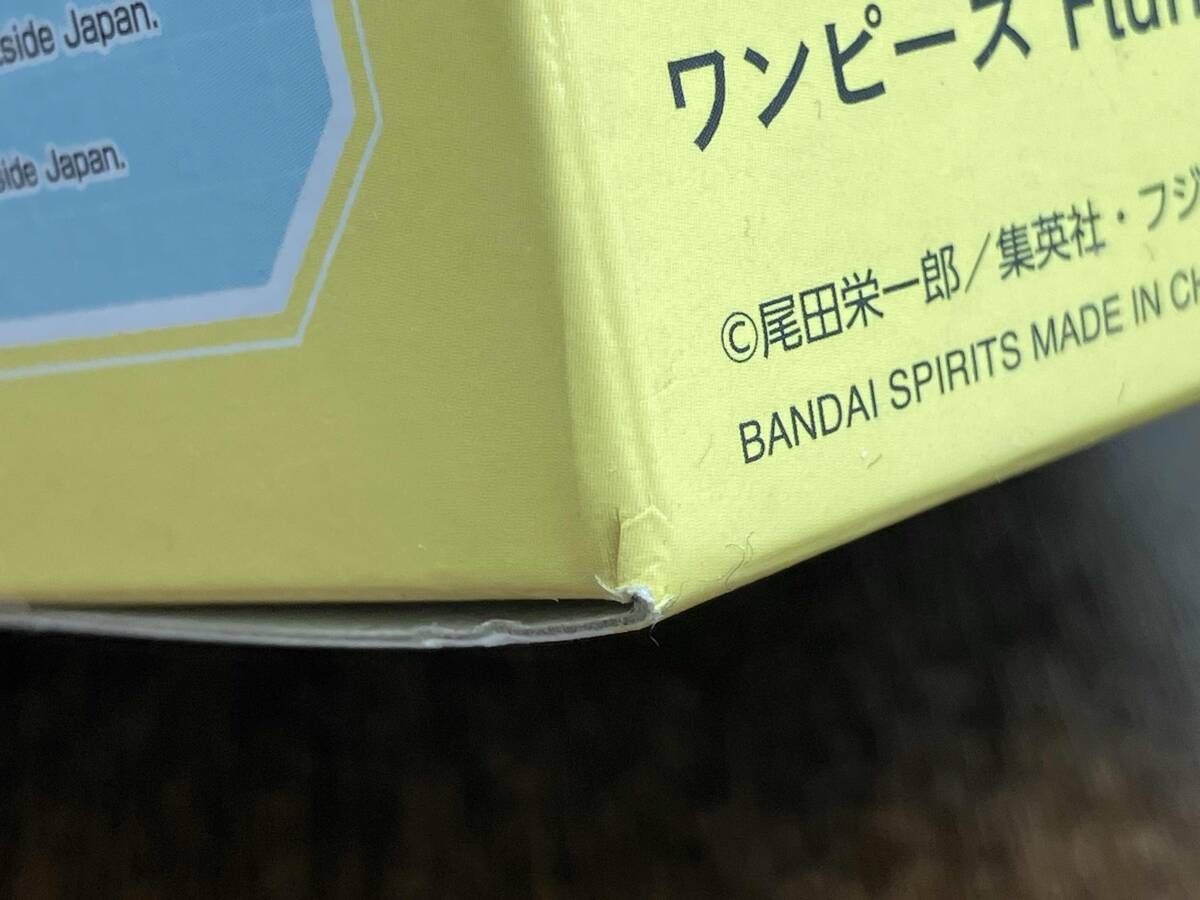 side Japan.
side Japan.
ワンピース Ftur
©尾田栄一郎／集英社・フジ
BANDAI SPIRITS MADE IN CH